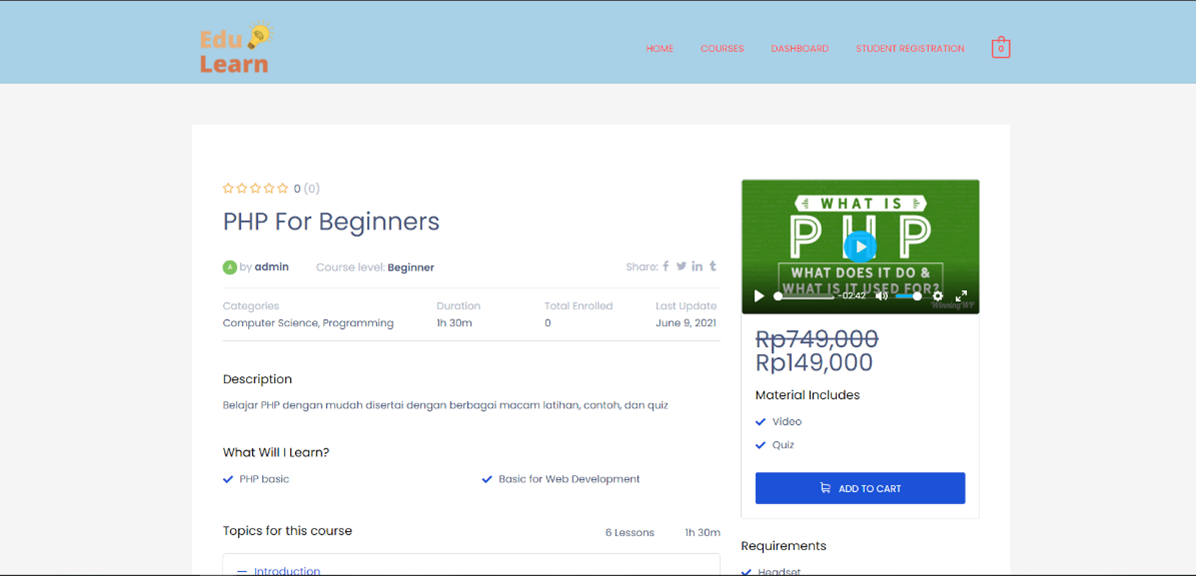 Edu
Learn
HOME
COURSES
DASHBOARD
STUDENT REGISTRATION
0
0 (0)
PHP For Beginners
A by admin
Course level: Beginner
Share:
Categories
Computer Science, Programming
Duration
1h 30m
Total Enrolled
0
Last Update
June 9, 2021
Description
Belajar PHP dengan mudah disertai dengan berbagai macam latihan, contoh, dan quiz
What Will I Learn?
PHP basic
Basic for Web Development
Topics for this course
6 Lessons
1h 30m
Introduction
WHAT IS
PHP
WHAT DOES IT DO &
WHAT IS IT USED FOR?
-02:42
WinningWP
Rp749,000
Rp149,000
Material Includes
Video
Quiz
ADD TO CART
Requirements
Headset